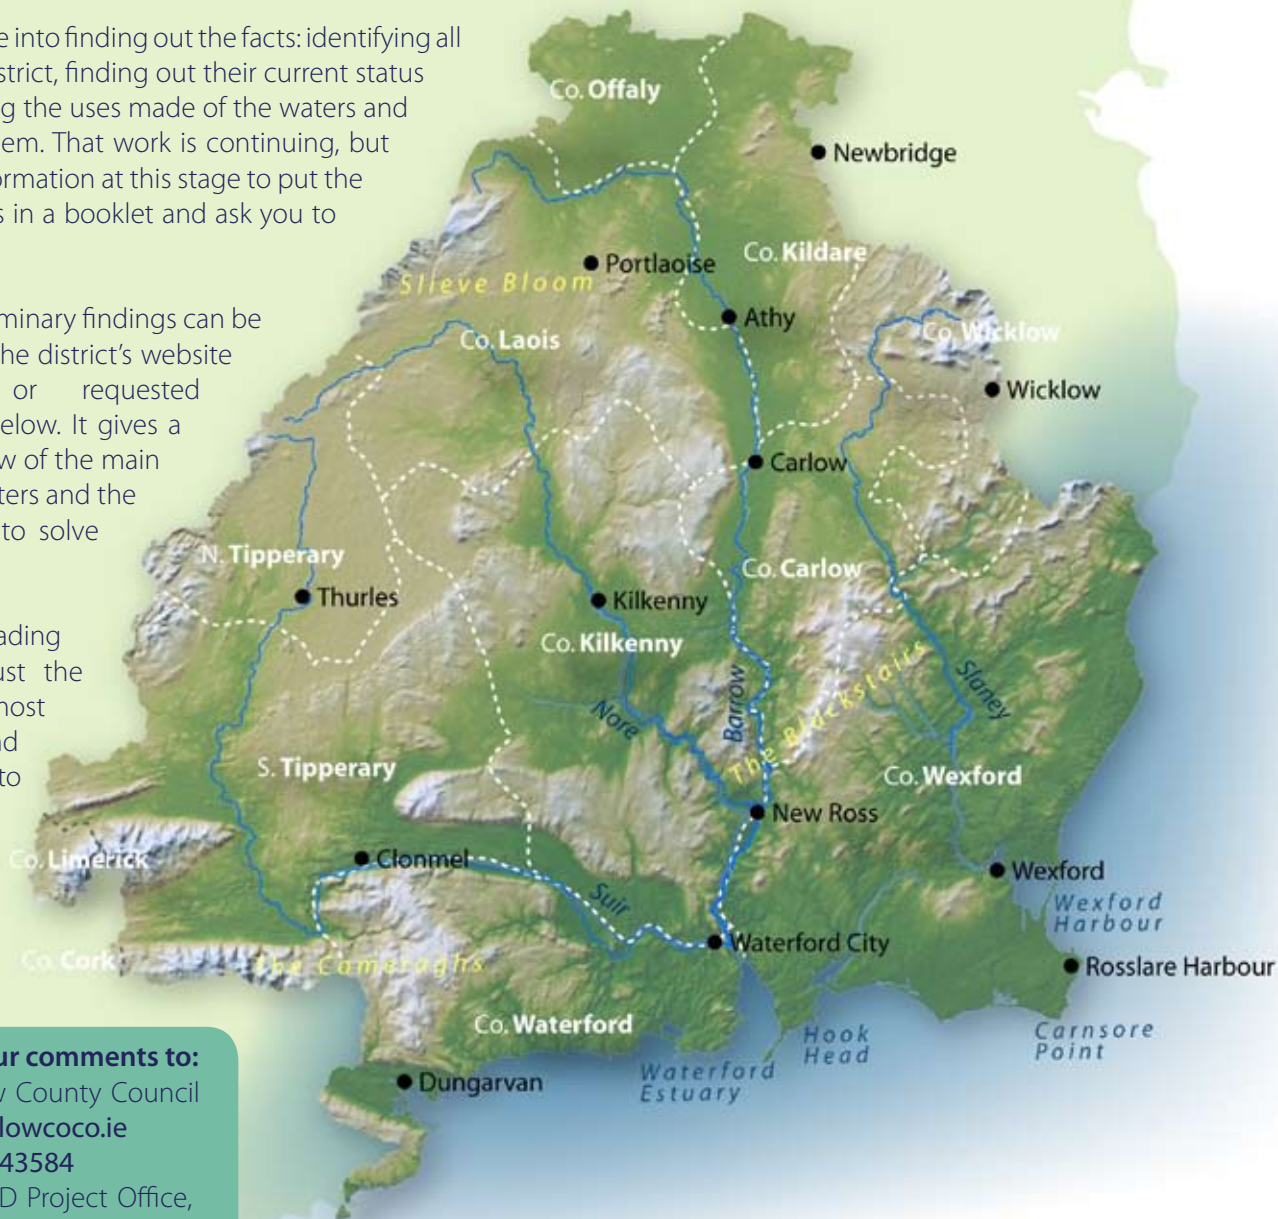 e into finding out the facts: identifying all
strict, finding out their current status
g the uses made of the waters and
em. That work is continuing, but
ormation at this stage to put the
s in a booklet and ask you to
minary findings can be
he district's website
or requested
elow. It gives a
w of the main
ters and the
to solve
ading
ust the
most
nd
to
ur comments to:
w County Council
lowcoco.ie
43584
D Project Office,
Co. Offaly
Newbridge
Co. Kildare
Portlaoise
Slieve Bloom
Athy
Co. Wicklow
Co. Laois
Wicklow
Carlow
N. Tipperary
Co. Carlow
Thurles
Kilkenny
Co. Kilkenny
Barrow
Slaney
Nore
The Blackstairs
S. Tipperary
Co. Wexford
New Ross
Co. Limerick
Clonmel
Wexford
Suir
Wexford
Harbour
Waterford City
Co. Cork
The Comeraghs
Rosslare Harbour
Co. Waterford
Hook
Head
Carnsore
Point
Waterford
Estuary
Dungarvan